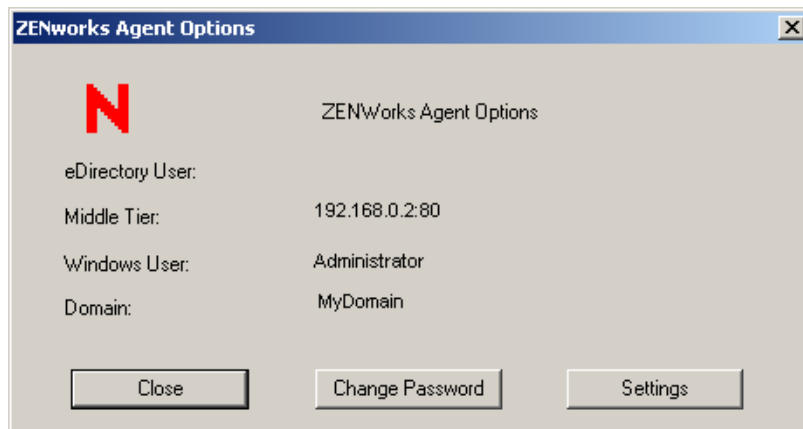 ZENworks Agent Options
N
ZENWorks Agent Options
eDirectory User:
Middle Tier: 192.168.0.2:80
Windows User: Administrator
Domain: MyDomain
Close Change Password Settings